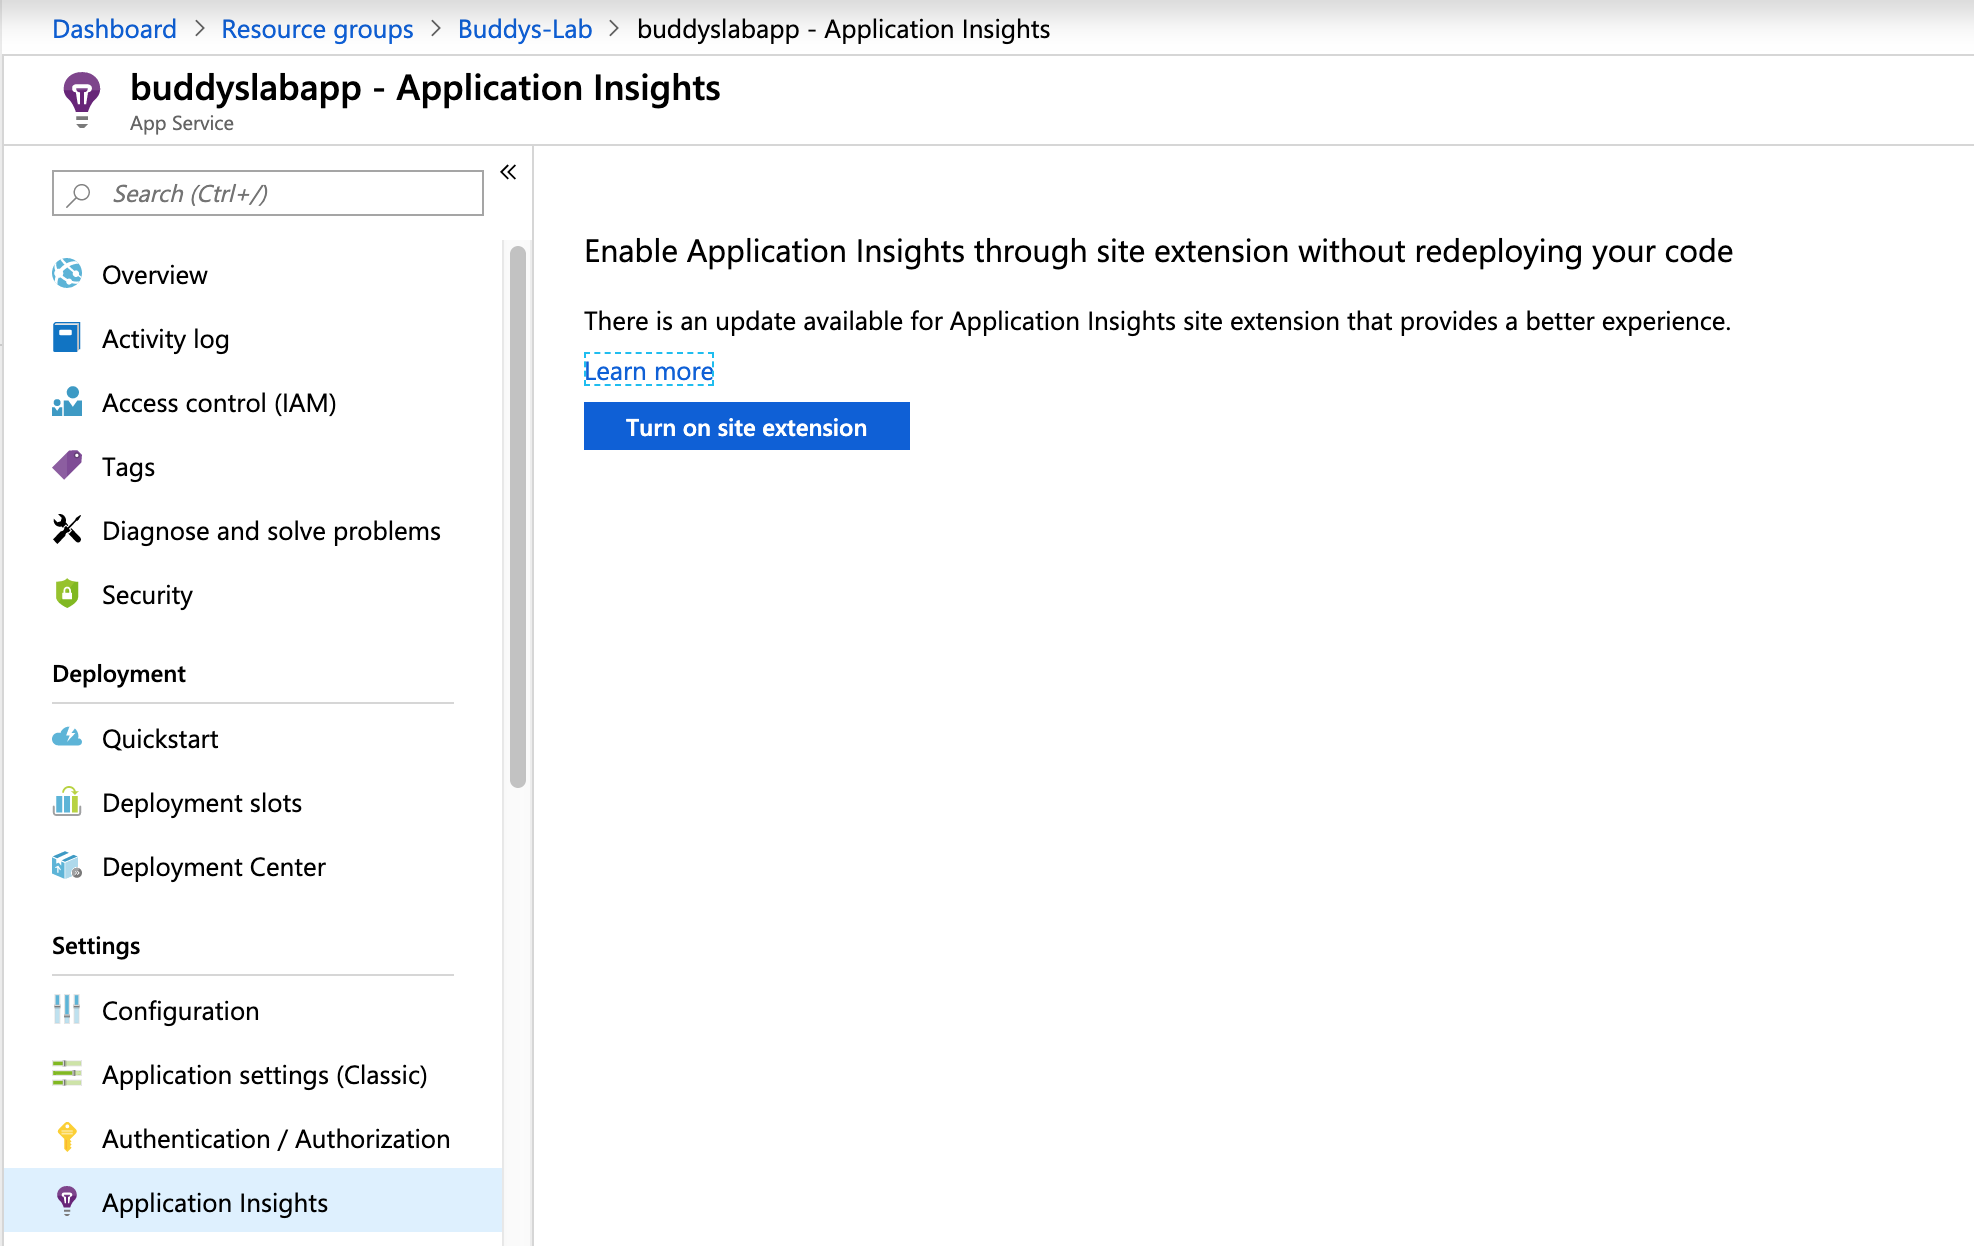 Dashboard > Resource groups > Buddys-Lab > buddyslabapp - Application Insights
buddyslabapp - Application Insights
App Service
Search (Ctrl+/)
«
Overview
Activity log
Access control (IAM)
Tags
Diagnose and solve problems
Security
Deployment
Quickstart
Deployment slots
Deployment Center
Settings
Configuration
Application settings (Classic)
Authentication / Authorization
Application Insights
Enable Application Insights through site extension without redeploying your code
There is an update available for Application Insights site extension that provides a better experience.
Learn more
Turn on site extension